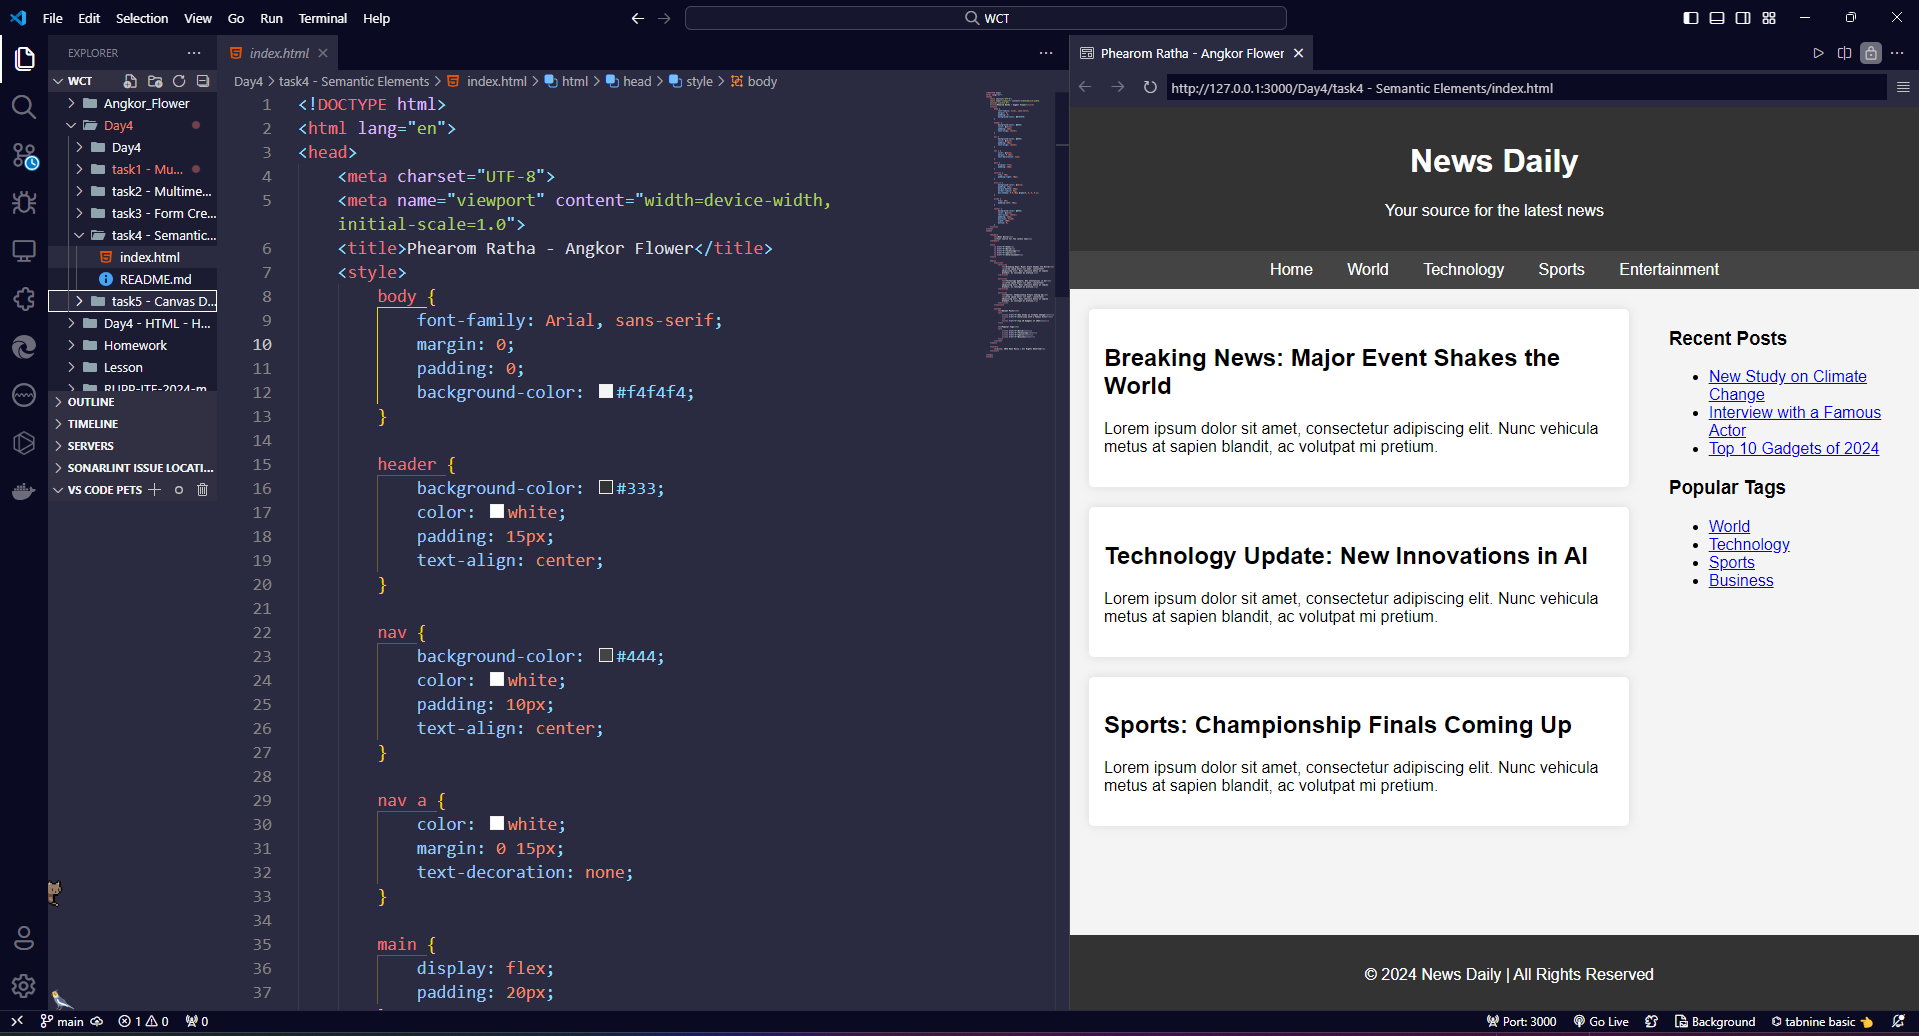 File Edit Selection View Go Run Terminal Help
WCT
EXPLORER
WCT
Angkor_Flower
Day4
Day4
task1 - Mu...
task2 - Multime...
task3 - Form Cre...
task4 - Semantic...
index.html
README.md
task5 - Canvas D...
Day4 - HTML - H...
Homework
Lesson
RUPP-ITE-2024-m...
OUTLINE
TIMELINE
SERVERS
SONARLINT ISSUE LOCATI...
VS CODE PETS
index.html
Day4 > task4 - Semantic Elements > index.html > html > head > style > body
1 <!DOCTYPE html>
2 <html lang="en">
3 <head>
4 <meta charset="UTF-8">
5 <meta name="viewport" content="width=device-width,
initial-scale=1.0">
6 <title>Phearom Ratha - Angkor Flower</title>
7 <style>
8 body {
9 font-family: Arial, sans-serif;
10 margin: 0;
11 padding: 0;
12 background-color: #f4f4f4;
13 }
14
15 header {
16 background-color: #333;
17 color: white;
18 padding: 15px;
19 text-align: center;
20 }
21
22 nav {
23 background-color: #444;
24 color: white;
25 padding: 10px;
26 text-align: center;
27 }
28
29 nav a {
30 color: white;
31 margin: 0 15px;
32 text-decoration: none;
33 }
34
35 main {
36 display: flex;
37 padding: 20px;
Phearom Ratha - Angkor Flower
http://127.0.0.1:3000/Day4/task4 - Semantic Elements/index.html
News Daily
Your source for the latest news
Home World Technology Sports Entertainment
Breaking News: Major Event Shakes the
World
Lorem ipsum dolor sit amet, consectetur adipiscing elit. Nunc vehicula
metus at sapien blandit, ac volutpat mi pretium.
Technology Update: New Innovations in AI
Lorem ipsum dolor sit amet, consectetur adipiscing elit. Nunc vehicula
metus at sapien blandit, ac volutpat mi pretium.
Sports: Championship Finals Coming Up
Lorem ipsum dolor sit amet, consectetur adipiscing elit. Nunc vehicula
metus at sapien blandit, ac volutpat mi pretium.
Recent Posts
New Study on Climate
Change
Interview with a Famous
Actor
Top 10 Gadgets of 2024
Popular Tags
World
Technology
Sports
Business
© 2024 News Daily | All Rights Reserved
main 1 0 0 Port: 3000 Go Live Background tabnine basic